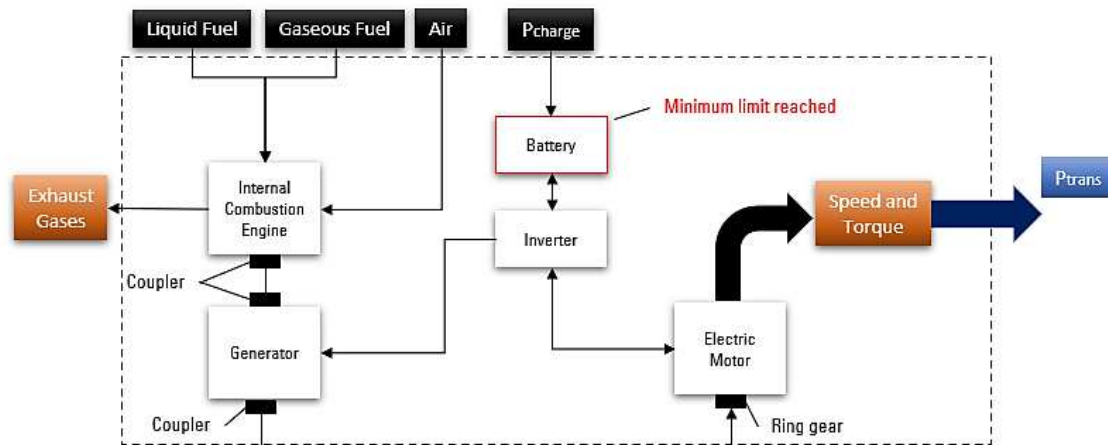 Liquid Fuel
Gaseous Fuel
Air
Pcharge
Minimum limit reached
Battery
Internal
Combustion
Engine
Exhaust
Gases
Speed and
Torque
Ptrans
Inverter
Coupler
Generator
Electric
Motor
Coupler
Ring gear